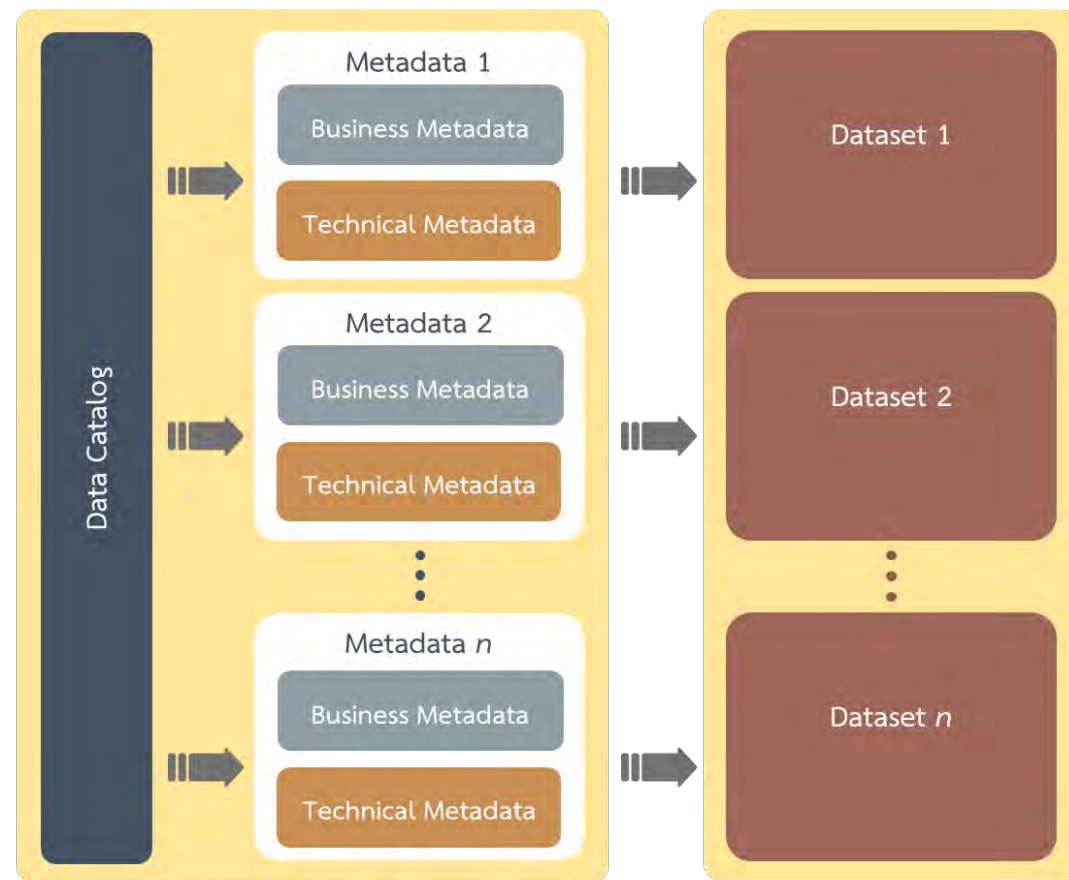 Data Catalog
Metadata 1
Business Metadata
Technical Metadata
Dataset 1
Metadata 2
Business Metadata
Technical Metadata
Dataset 2
Metadata n
Business Metadata
Technical Metadata
Dataset n